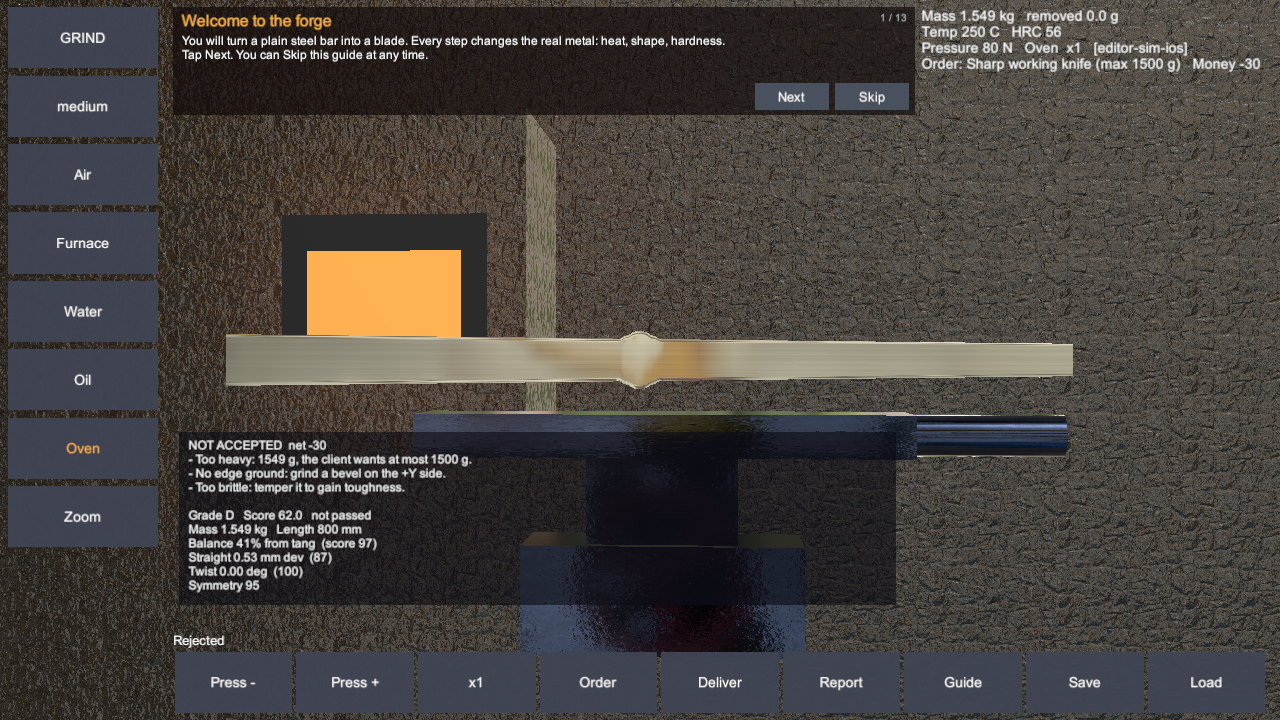 GRIND
medium
Air
Furnace
Water
Oil
Oven
Zoom
Welcome to the forge
1 / 13
You will turn a plain steel bar into a blade. Every step changes the real metal: heat, shape, hardness.
Tap Next. You can Skip this guide at any time.
Next
Skip
Mass 1.549 kg removed 0.0 g
Temp 250 C HRC 56
Pressure 80 N Oven x1 [editor-sim-ios]
Order: Sharp working knife (max 1500 g) Money -30
NOT ACCEPTED net -30
- Too heavy: 1549 g, the client wants at most 1500 g.
- No edge ground: grind a bevel on the +Y side.
- Too brittle: temper it to gain toughness.
Grade D Score 62.0 not passed
Mass 1.549 kg Length 800 mm
Balance 41% from tang (score 97)
Straight 0.53 mm dev (87)
Twist 0.00 deg (100)
Symmetry 95
Rejected
Press -
Press +
x1
Order
Deliver
Report
Guide
Save
Load